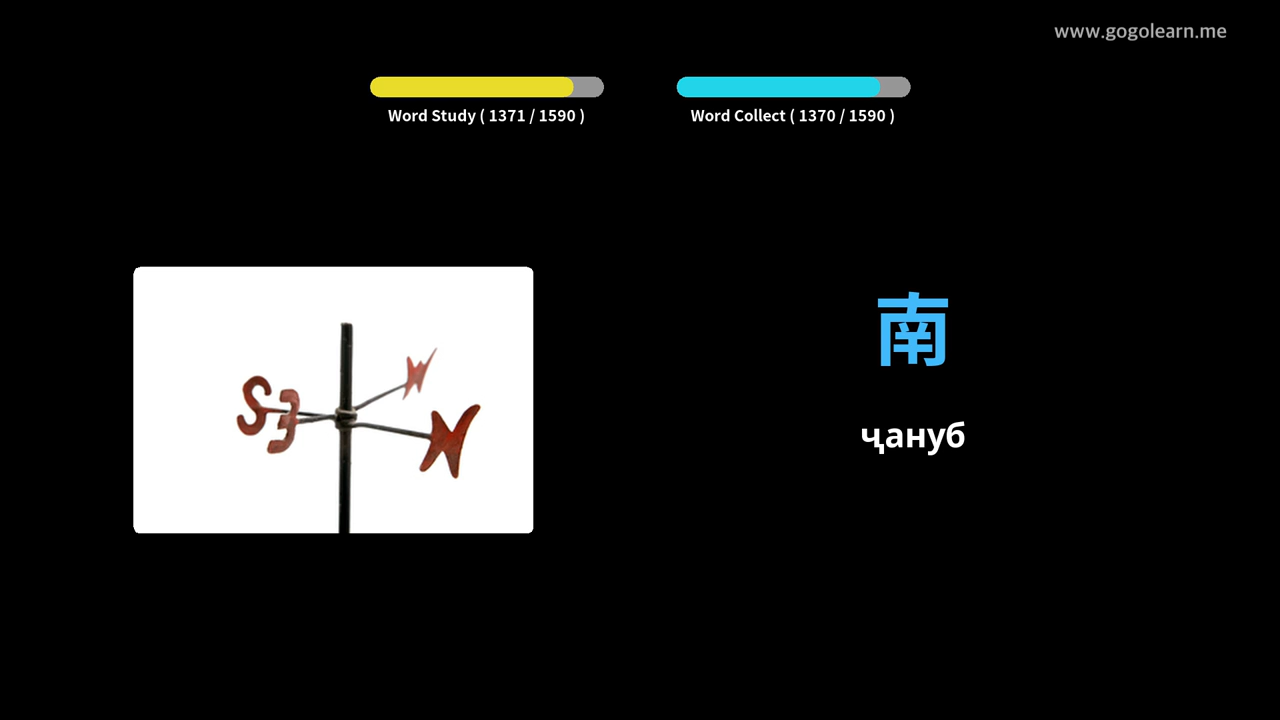 www.gogolearn.me
Word Study ( 1371 / 1590 )
Word Collect ( 1370 / 1590 )
S E N N
南
ҷануб